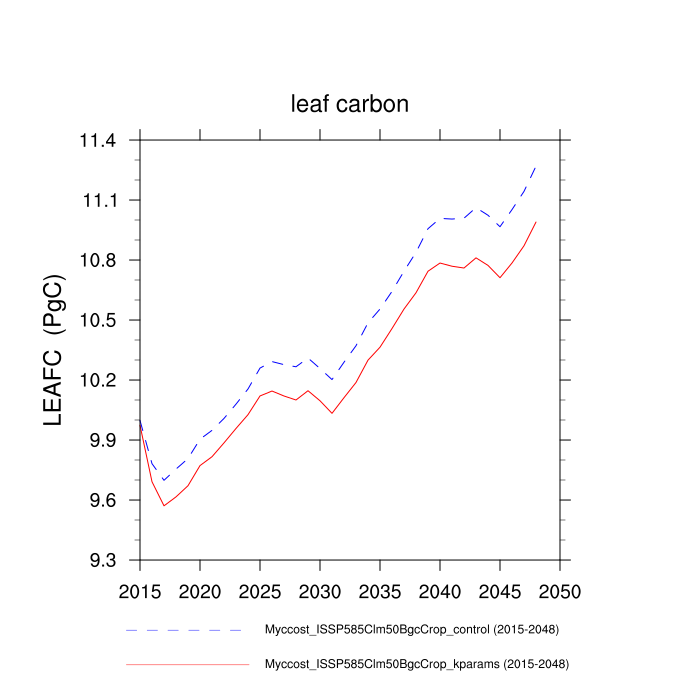 leaf carbon
LEAFC (PgC)
11.4
11.1
10.8
10.5
10.2
9.9
9.6
9.3
2015 2020 2025 2030 2035 2040 2045 2050
Myccost_ISSP585Clm50BgcCrop_control (2015-2048)
Myccost_ISSP585Clm50BgcCrop_kparams (2015-2048)